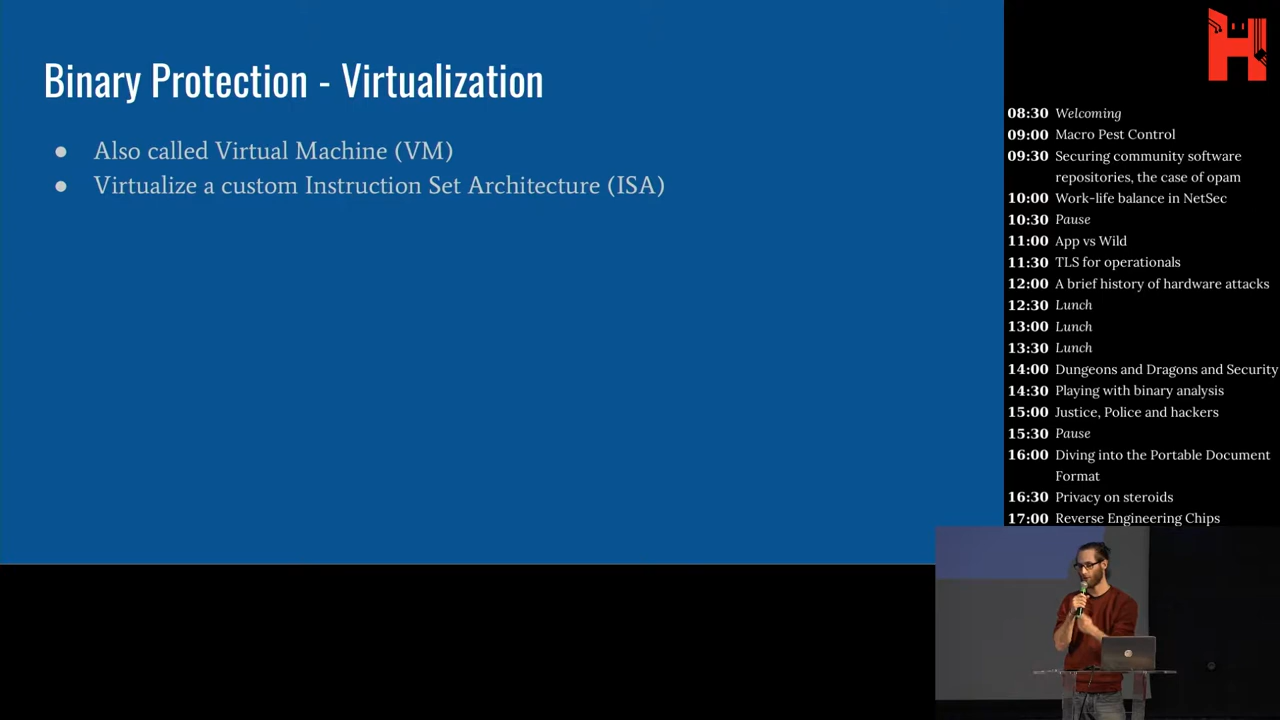 Binary Protection - Virtualization
● Also called Virtual Machine (VM)
● Virtualize a custom Instruction Set Architecture (ISA)
08:30 Welcoming
09:00 Macro Pest Control
09:30 Securing community software
repositories, the case of opam
10:00 Work-life balance in NetSec
10:30 Pause
11:00 App vs Wild
11:30 TLS for operationals
12:00 A brief history of hardware attacks
12:30 Lunch
13:00 Lunch
13:30 Lunch
14:00 Dungeons and Dragons and Security
14:30 Playing with binary analysis
15:00 Justice, Police and hackers
15:30 Pause
16:00 Diving into the Portable Document
Format
16:30 Privacy on steroids
17:00 Reverse Engineering Chips